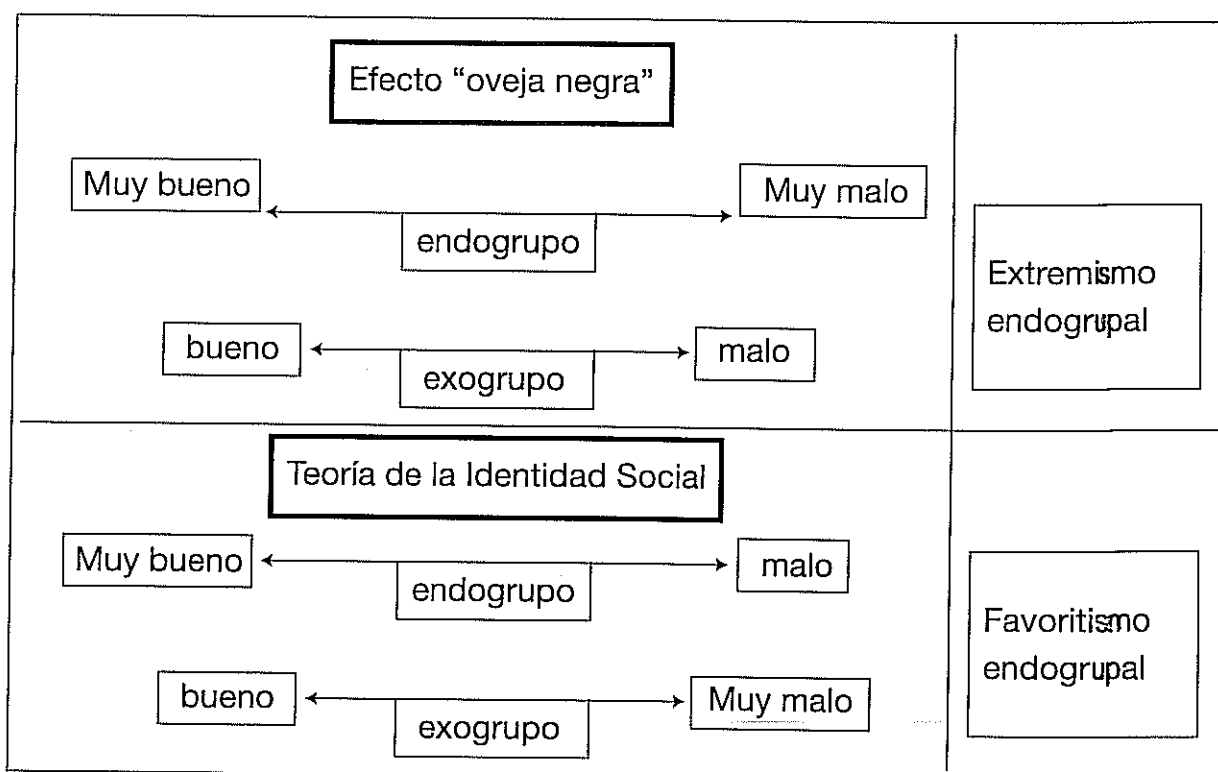 Efecto “oveja negra”
Muy bueno
Muy malo
endogrupo
bueno
malo
exogrupo
Extremismo
endogrupal
Teoría de la Identidad Social
Muy bueno
malo
endogrupo
bueno
Muy malo
exogrupo
Favoritismo
endogrupal